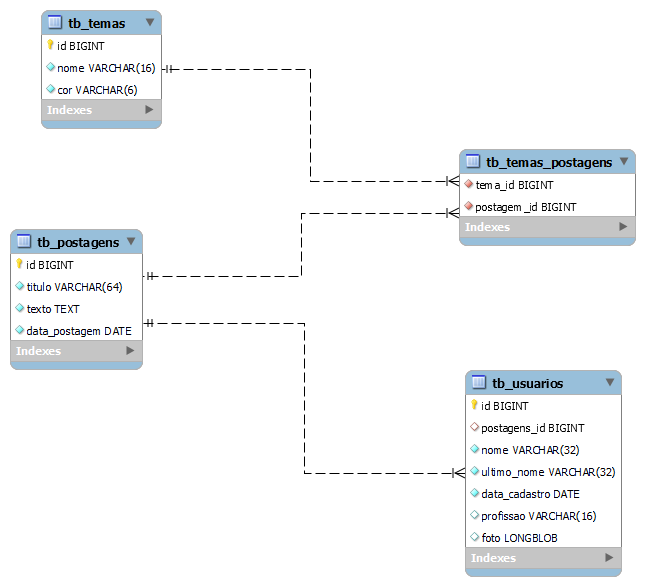 tb_temas
id BIGINT
nome VARCHAR(16)
cor VARCHAR(6)
Indexes
tb_temas_postagens
tema_id BIGINT
postagem_id BIGINT
Indexes
tb_postagens
id BIGINT
titulo VARCHAR(64)
texto TEXT
data_postagem DATE
Indexes
tb_usuarios
id BIGINT
postagens_id BIGINT
nome VARCHAR(32)
ultimo_nome VARCHAR(32)
data_cadastro DATE
profissao VARCHAR(16)
foto LONGBLOB
Indexes